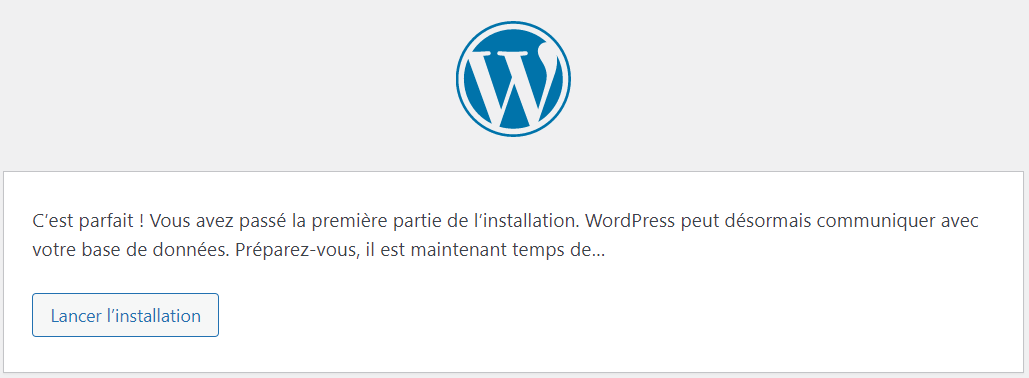 C’est parfait ! Vous avez passé la première partie de l’installation. WordPress peut désormais communiquer avec
votre base de données. Préparez-vous, il est maintenant temps de…
Lancer l’installation